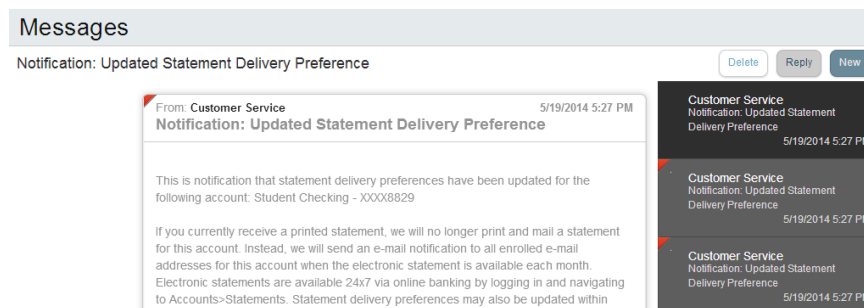 Messages
Notification: Updated Statement Delivery Preference
Delete
Reply
New
From: Customer Service 5/19/2014 5:27 PM
Notification: Updated Statement Delivery Preference
This is notification that statement delivery preferences have been updated for the
following account: Student Checking - XXXX8829
If you currently receive a printed statement, we will no longer print and mail a statement
for this account. Instead, we will send an e-mail notification to all enrolled e-mail
addresses for this account when the electronic statement is available each month.
Electronic statements are available 24x7 via online banking by logging in and navigating
to Accounts>Statements. Statement delivery preferences may also be updated within
Customer Service
Notification: Updated Statement
Delivery Preference
5/19/2014 5:27 PM
Customer Service
Notification: Updated Statement
Delivery Preference
5/19/2014 5:27 PM
Customer Service
Notification: Updated Statement
Delivery Preference
5/19/2014 5:27 PM